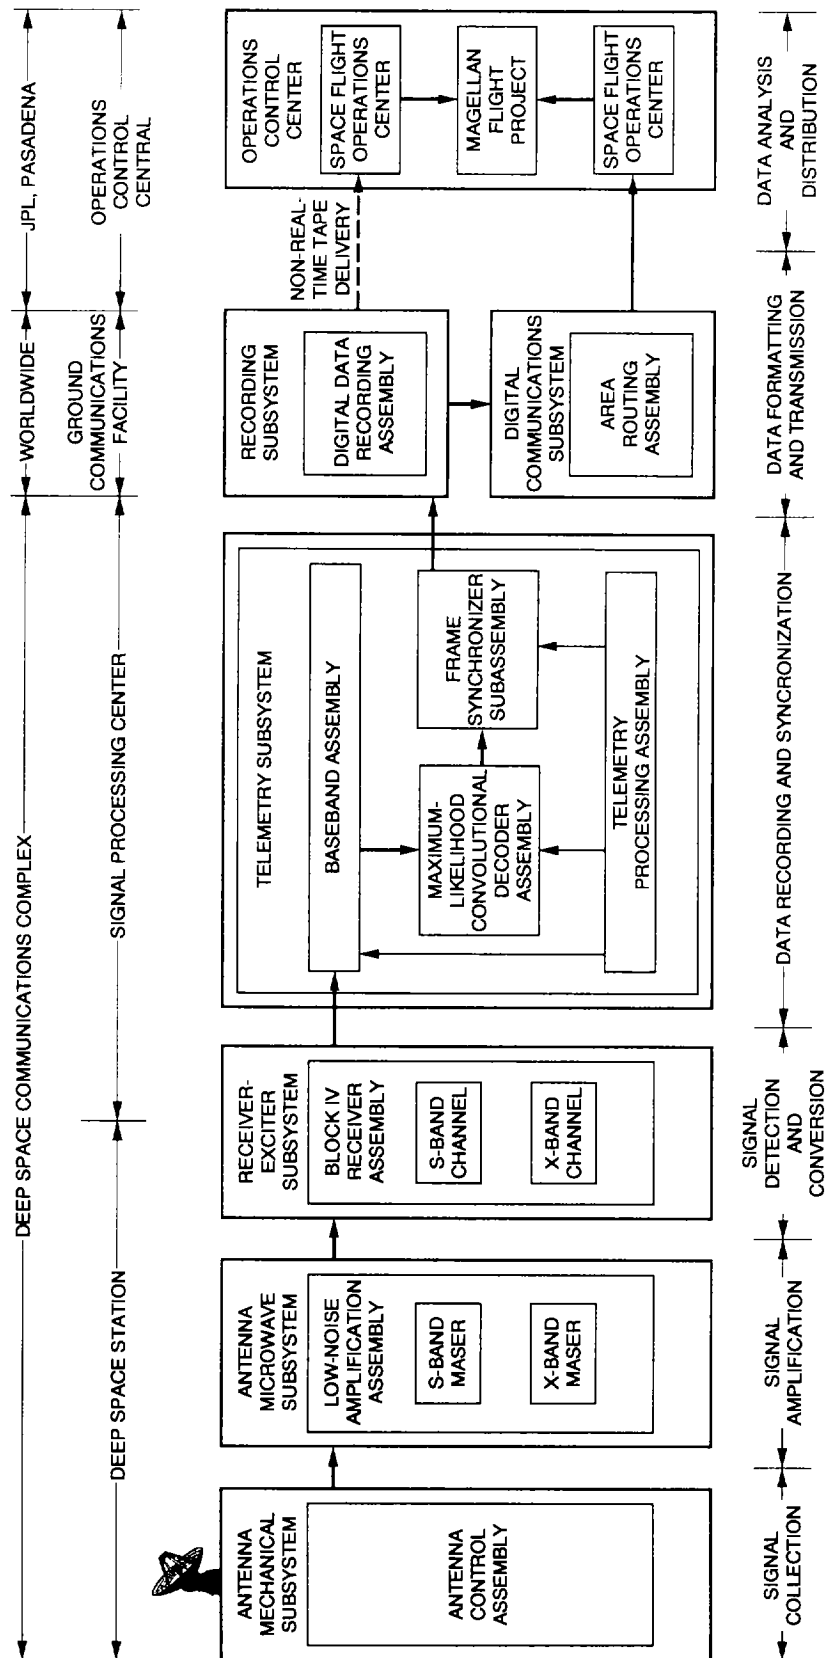 DEEP SPACE COMMUNICATIONS COMPLEX
WORLDWIDE
JPL, PASADENA
DEEP SPACE STATION
SIGNAL PROCESSING CENTER
GROUND
COMMUNICATIONS
FACILITY
OPERATIONS
CONTROL
CENTRAL
ANTENNA
MECHANICAL
SUBSYSTEM
ANTENNA
CONTROL
ASSEMBLY
ANTENNA
MICROWAVE
SUBSYSTEM
LOW-NOISE
AMPLIFICATION
ASSEMBLY
S-BAND
MASER
X-BAND
MASER
RECEIVER-
EXCITER
SUBSYSTEM
BLOCK IV
RECEIVER
ASSEMBLY
S-BAND
CHANNEL
X-BAND
CHANNEL
TELEMETRY SUBSYSTEM
BASEBAND ASSEMBLY
MAXIMUM-
LIKELIHOOD
CONVOLUTIONAL
DECODER
ASSEMBLY
FRAME
SYNCHRONIZER
SUBASSEMBLY
TELEMETRY
PROCESSING ASSEMBLY
RECORDING
SUBSYSTEM
DIGITAL DATA
RECORDING
ASSEMBLY
DIGITAL
COMMUNICATIONS
SUBSYSTEM
AREA
ROUTING
ASSEMBLY
NON-REAL-
TIME TAPE
DELIVERY
OPERATIONS
CONTROL
CENTER
SPACE FLIGHT
OPERATIONS
CENTER
MAGELLAN
FLIGHT
PROJECT
SPACE FLIGHT
OPERATIONS
CENTER
SIGNAL
COLLECTION
SIGNAL
AMPLIFICATION
SIGNAL
DETECTION
AND
CONVERSION
DATA RECORDING AND SYNCRONIZATION
DATA FORMATTING
AND TRANSMISSION
DATA ANALYSIS
AND
DISTRIBUTION